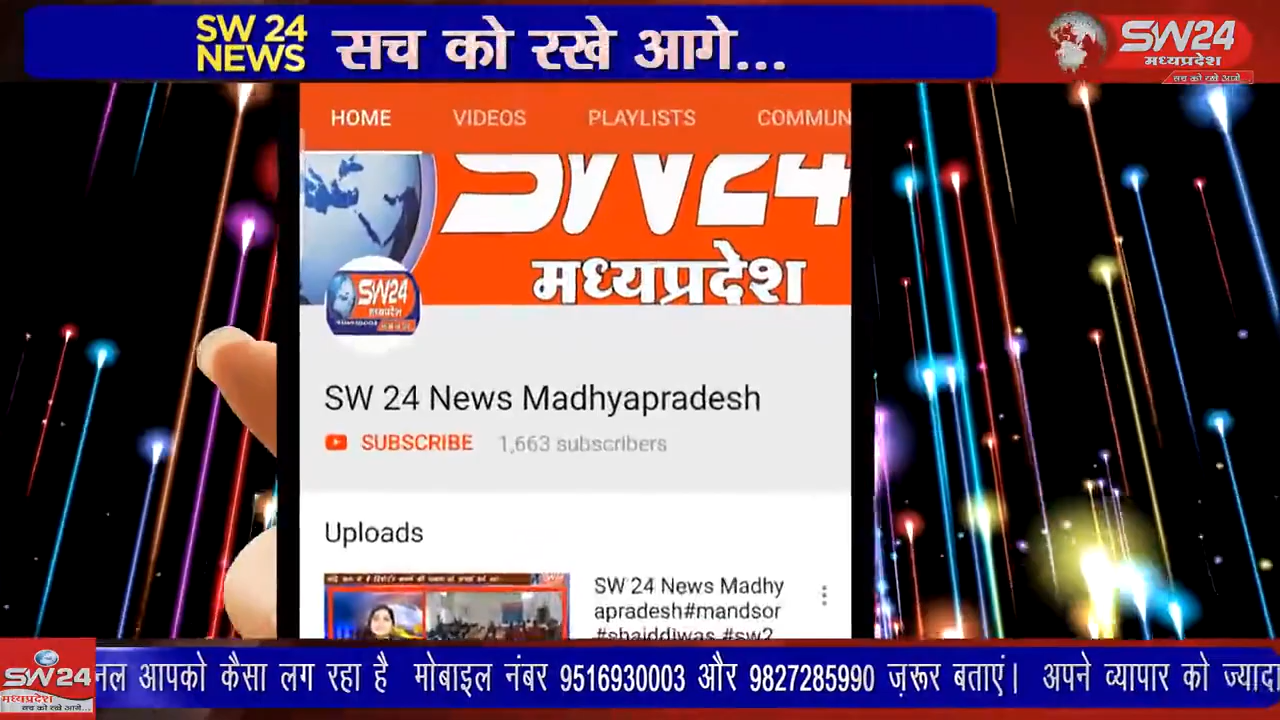 SW 24
NEWS
सच को रखे आगे...
SW24
मध्यप्रदेश
सच को रखे आगे...
HOME VIDEOS PLAYLISTS COMMUN
SW24
मध्यप्रदेश
SW24
मध्यप्रदेश
SW 24 News Madhyapradesh
SUBSCRIBE 1,663 subscribers
Uploads
SW 24 News Madhy
apradesh#mandsor
#shaiddiwas #sw2
SW24
मध्यप्रदेश
सच को रखे आगे...
नल आपको कैसा लग रहा है मोबाइल नंबर 9516930003 और 9827285990 ज़रूर बताएं। अपने व्यापार को ज्यादा